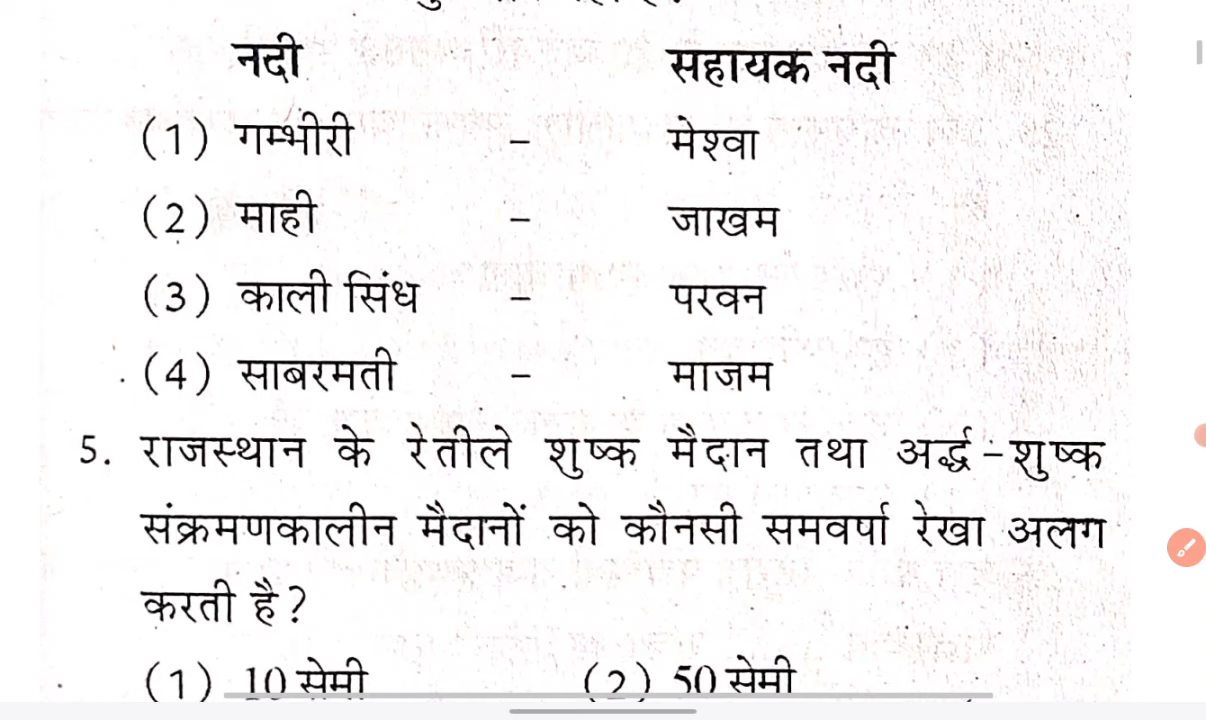 नदी सहायक नदी
(1) गम्भीरी - मेश्वा
(2) माही - जाखम
(3) काली सिंध - परवन
(4) साबरमती - माजम
5. राजस्थान के रेतीले शुष्क मैदान तथा अर्द्ध-शुष्क
संक्रमणकालीन मैदानों को कौनसी समवर्षा रेखा अलग
करती है?
(1) 10 सेमी (2) 50 सेमी